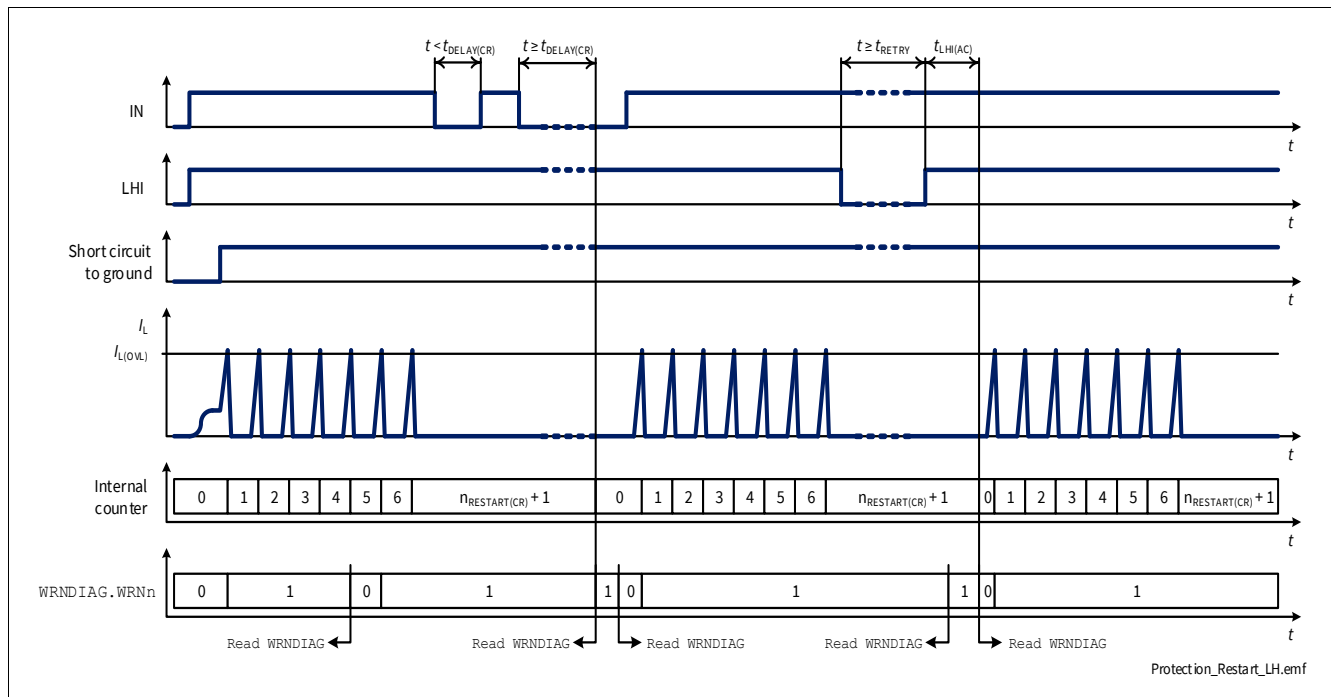 t < tDELAY(CR) t ≥ tDELAY(CR) t ≥ tRETRY tLHI(AC)
IN
t
LHI
t
Short circuit
to ground
t
IL
IL(OVL)
t
Internal
counter
0 1 2 3 4 5 6 nRESTART(CR) + 1 0 1 2 3 4 5 6 nRESTART(CR) + 1 0 1 2 3 4 5 6 nRESTART(CR) + 1
t
WRNDIAG.WRNn
0 1 0 1 1 0 1 1 0 1
t
Read WRNDIAG Read WRNDIAG Read WRNDIAG Read WRNDIAG Read WRNDIAG
Protection_Restart_LH.emf